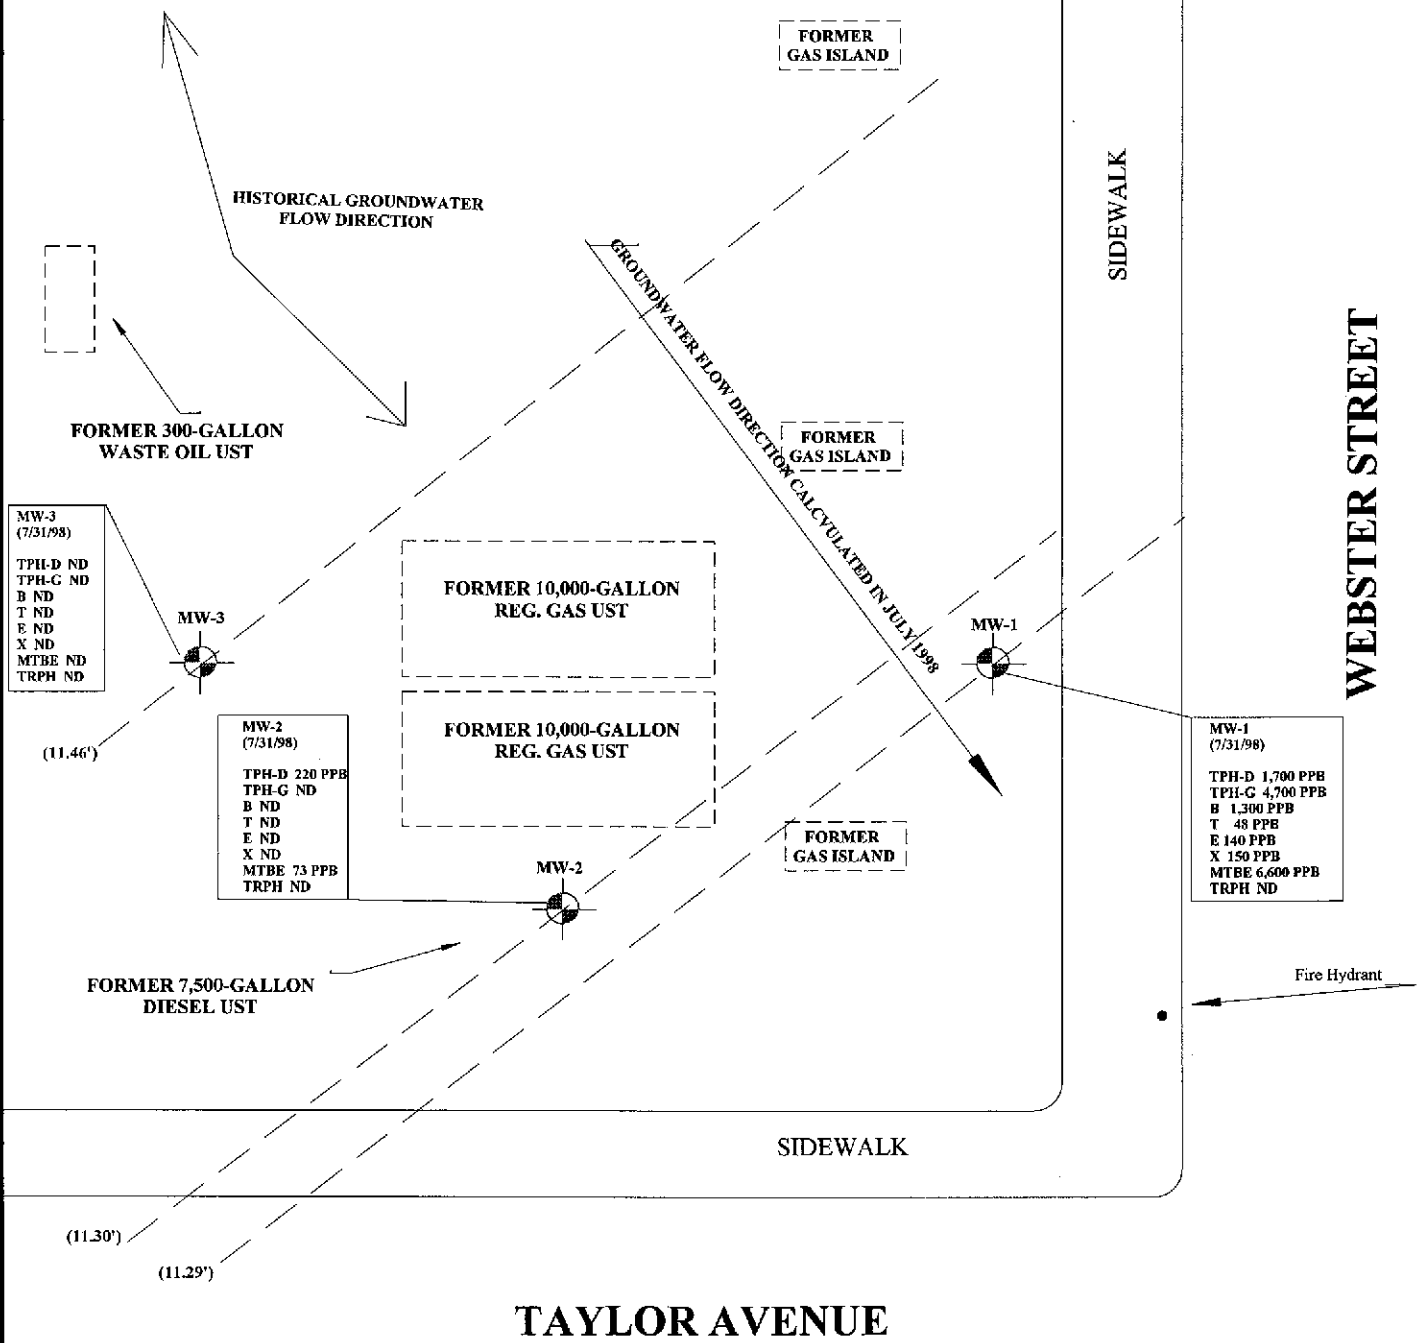 FORMER
GAS ISLAND
SIDEWALK
HISTORICAL GROUNDWATER
FLOW DIRECTION
GROUNDWATER FLOW DIRECTION CALCVULATED IN JULY 1998
WEBSTER STREET
FORMER 300-GALLON
WASTE OIL UST
FORMER
GAS ISLAND
MW-3
(7/31/98)
TPH-D ND
TPH-G ND
B ND
T ND
E ND
X ND
MTBE ND
TRPH ND
MW-3
(11.46')
FORMER 10,000-GALLON
REG. GAS UST
MW-1
FORMER 10,000-GALLON
REG. GAS UST
MW-2
(7/31/98)
TPH-D 220 PPB
TPH-G ND
B ND
T ND
E ND
X ND
MTBE 73 PPB
TRPH ND
MW-1
(7/31/98)
TPH-D 1,700 PPB
TPH-G 4,700 PPB
B 1,300 PPB
T 48 PPB
E 140 PPB
X 150 PPB
MTBE 6,600 PPB
TRPH ND
FORMER
GAS ISLAND
MW-2
FORMER 7,500-GALLON
DIESEL UST
Fire Hydrant
SIDEWALK
(11.30')
(11.29')
TAYLOR AVENUE